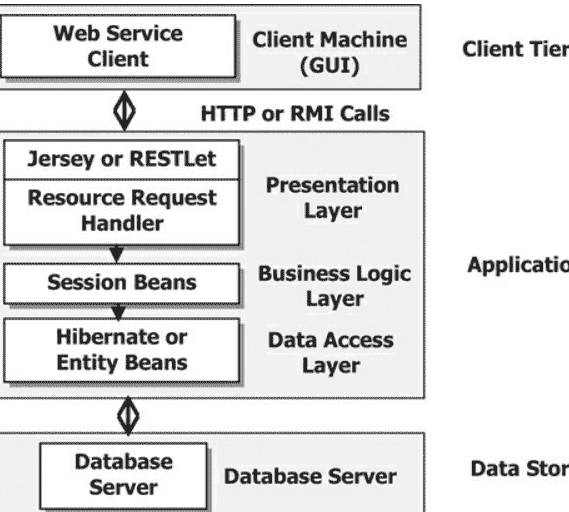 Web Service
Client
Client Machine
(GUI)
Client Tier
HTTP or RMI Calls
Jersey or RESTLet
Resource Request
Handler
Presentation
Layer
Session Beans
Business Logic
Layer
Applicatio
Hibernate or
Entity Beans
Data Access
Layer
Database
Server
Database Server
Data Stor